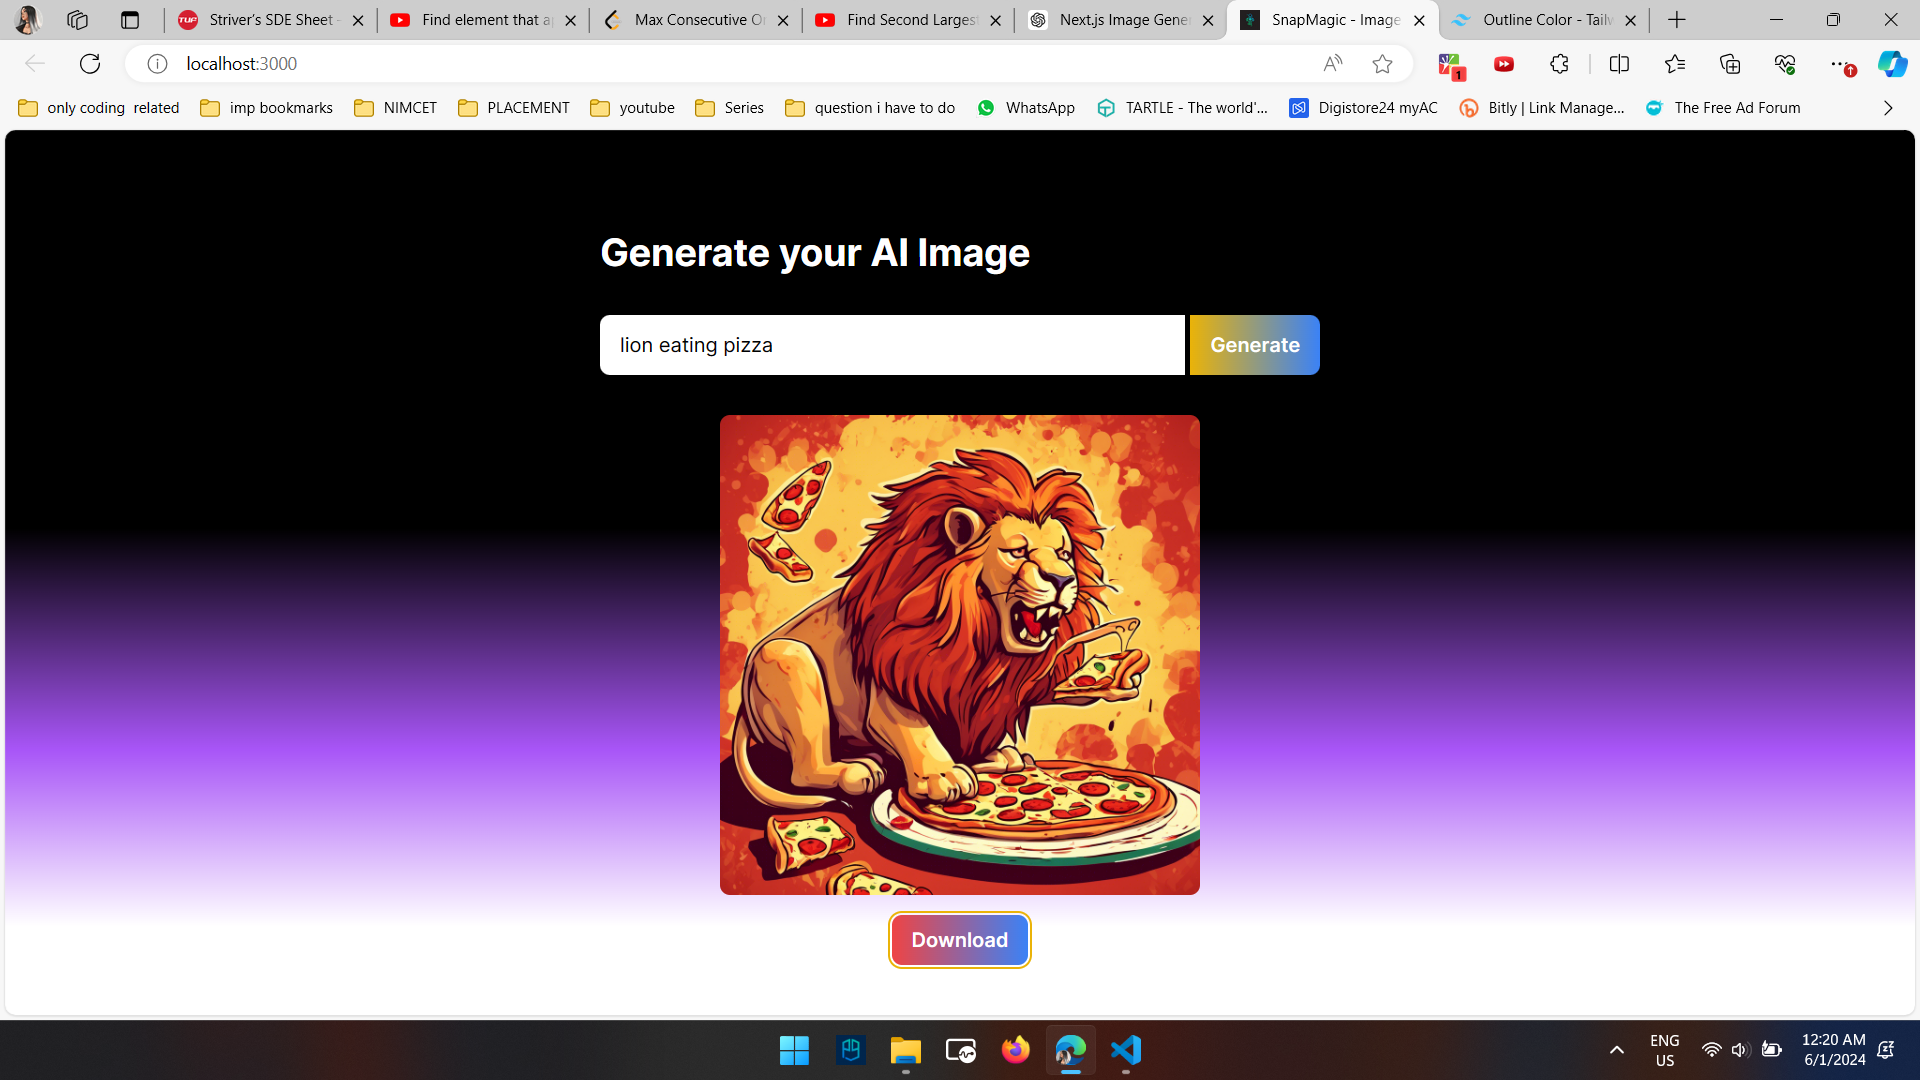 Striver's SDE Sheet -
Find element that a
Max Consecutive O
Find Second Largest
Next.js Image Gene
SnapMagic - Image
Outline Color - Tail
localhost:3000
1
only coding related
imp bookmarks
NIMCET
PLACEMENT
youtube
Series
question i have to do
WhatsApp
TARTLE - The world'...
Digistore24 myAC
Bitly | Link Manage...
The Free Ad Forum
Generate your AI Image
lion eating pizza
Generate
Download
ENG
US
12:20 AM
6/1/2024